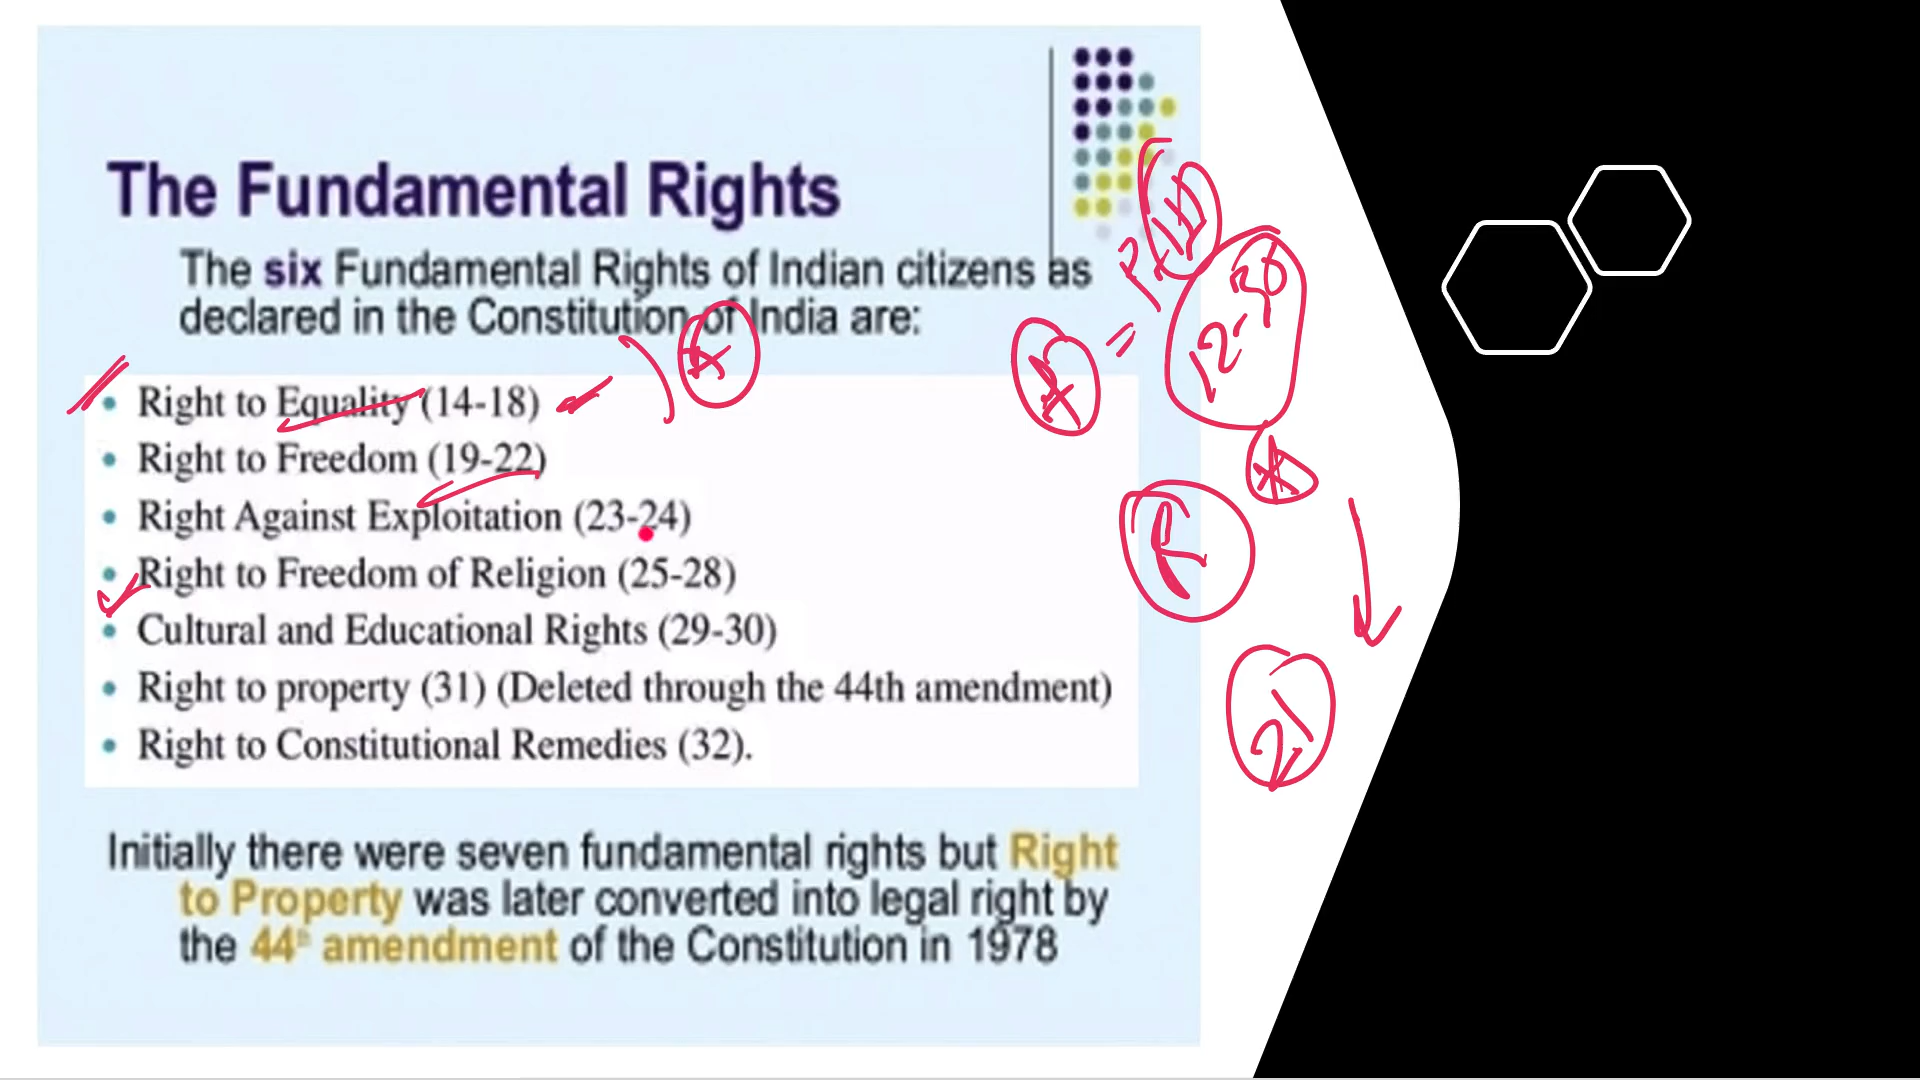 The Fundamental Rights
The six Fundamental Rights of Indian citizens as
declared in the Constitution of India are:
• Right to Equality (14-18)
• Right to Freedom (19-22)
• Right Against Exploitation (23-24)
• Right to Freedom of Religion (25-28)
• Cultural and Educational Rights (29-30)
• Right to property (31) (Deleted through the 44th amendment)
• Right to Constitutional Remedies (32).
Initially there were seven fundamental rights but Right
to Property was later converted into legal right by
the 44th amendment of the Constitution in 1978
21